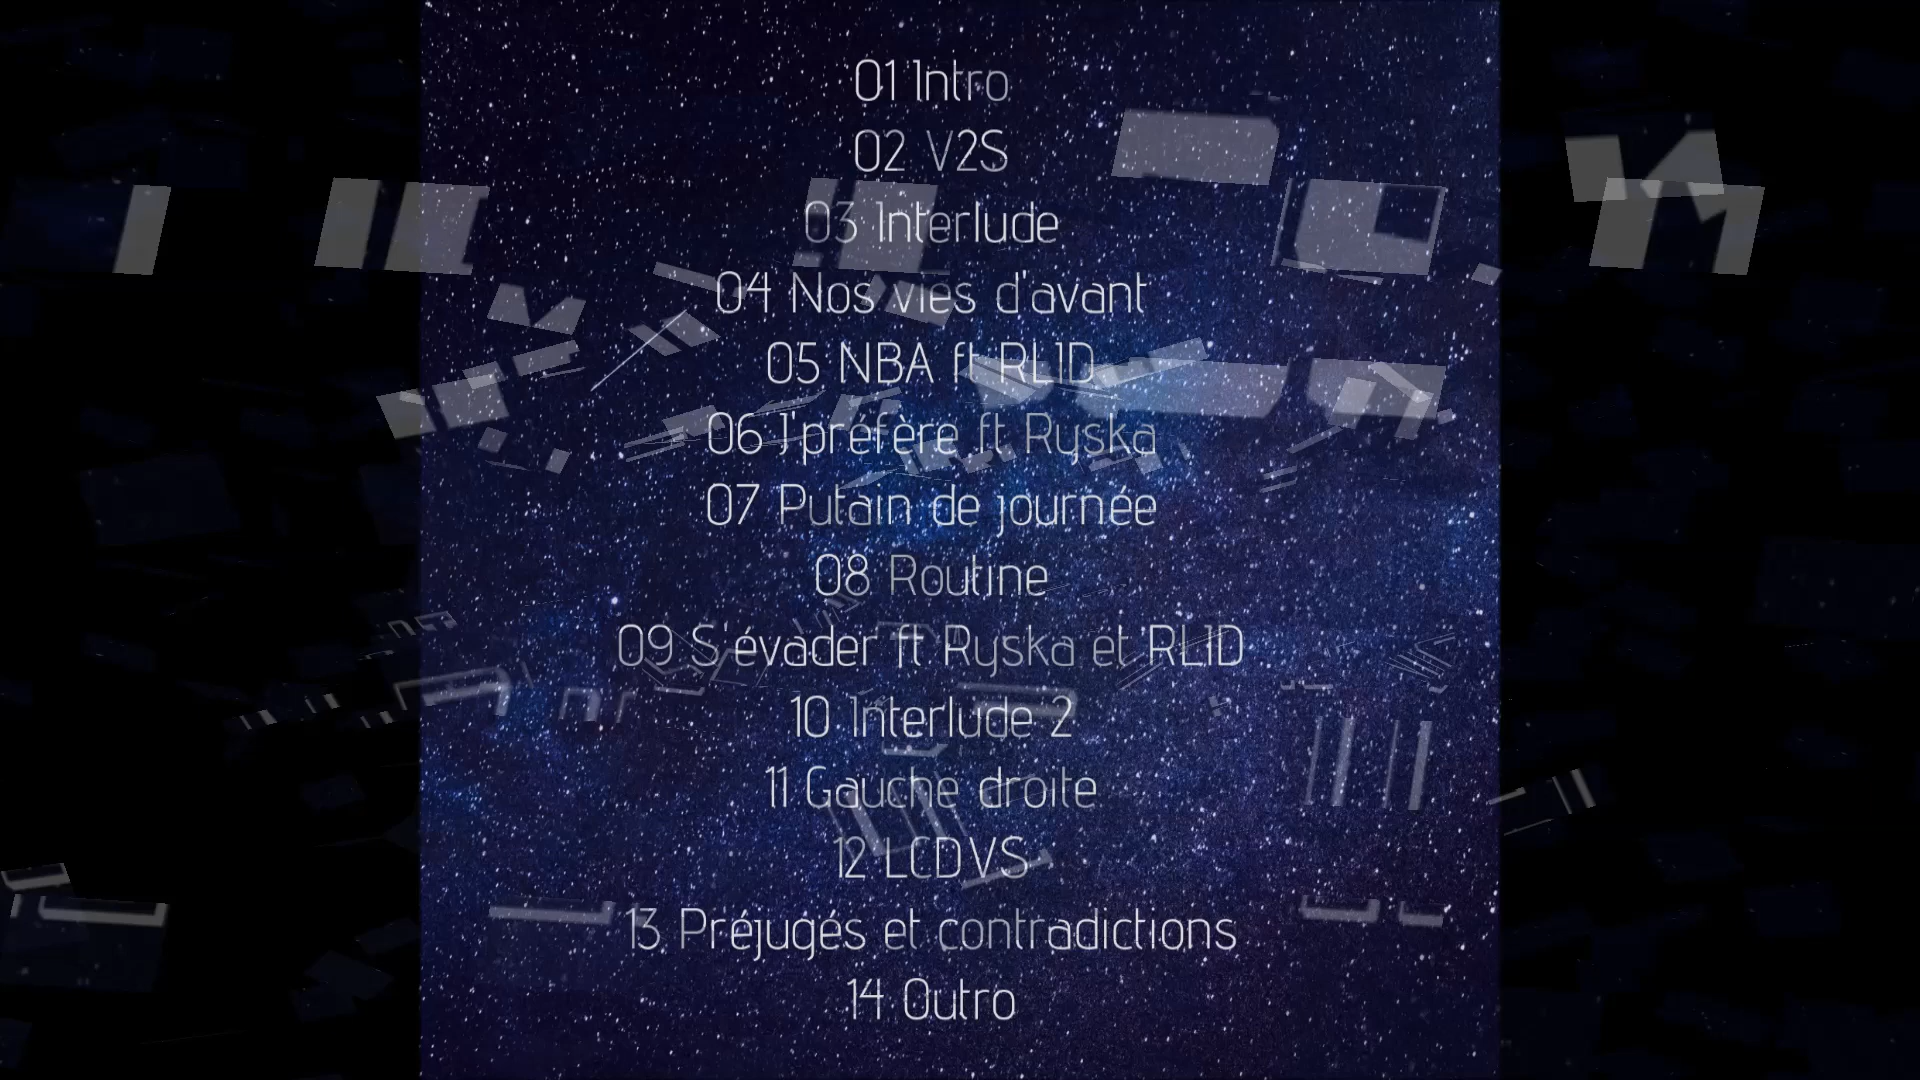 01 Intro
02 V2S
03 Interlude
04 Nos vies d'avant
05 NBA ft RL1D
06 J'préfère ft Ryska
07 Putain de journée
08 Routine
09 S'évader ft Ryska et RL1D
10 Interlude 2
11 Gauche droite
12 LCDVS
13 Préjugés et contradictions
14 Outro